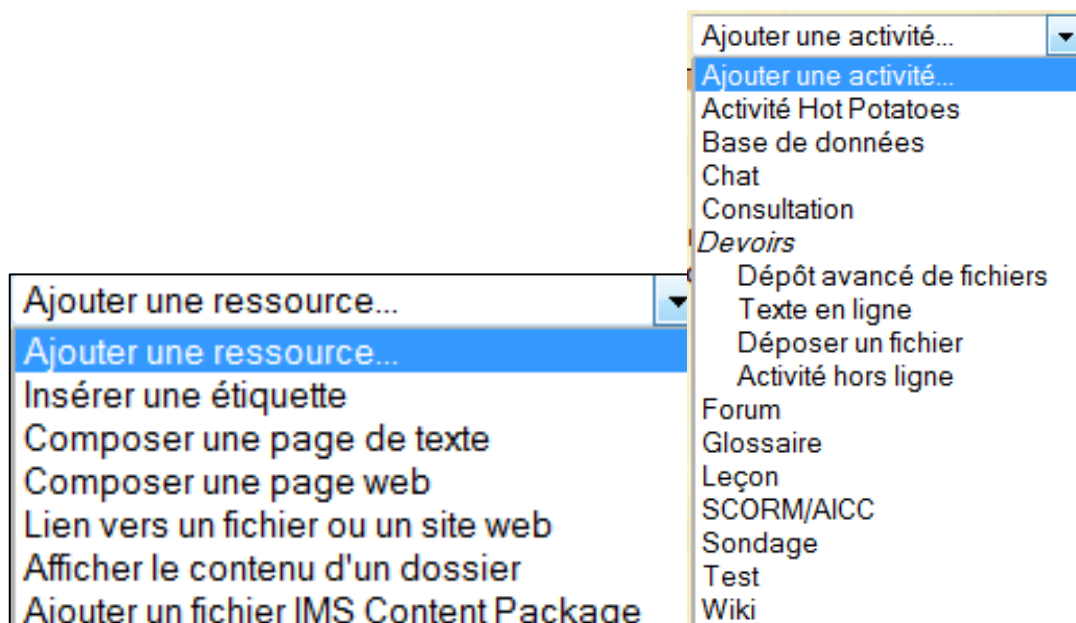 Ajouter une ressource...
Ajouter une ressource...
Insérer une étiquette
Composer une page de texte
Composer une page web
Lien vers un fichier ou un site web
Afficher le contenu d'un dossier
Ajouter un fichier IMS Content Package
Ajouter une activité...
Ajouter une activité...
Activité Hot Potatoes
Base de données
Chat
Consultation
Devoirs
Dépôt avancé de fichiers
Texte en ligne
Déposer un fichier
Activité hors ligne
Forum
Glossaire
Leçon
SCORM/AICC
Sondage
Test
Wiki